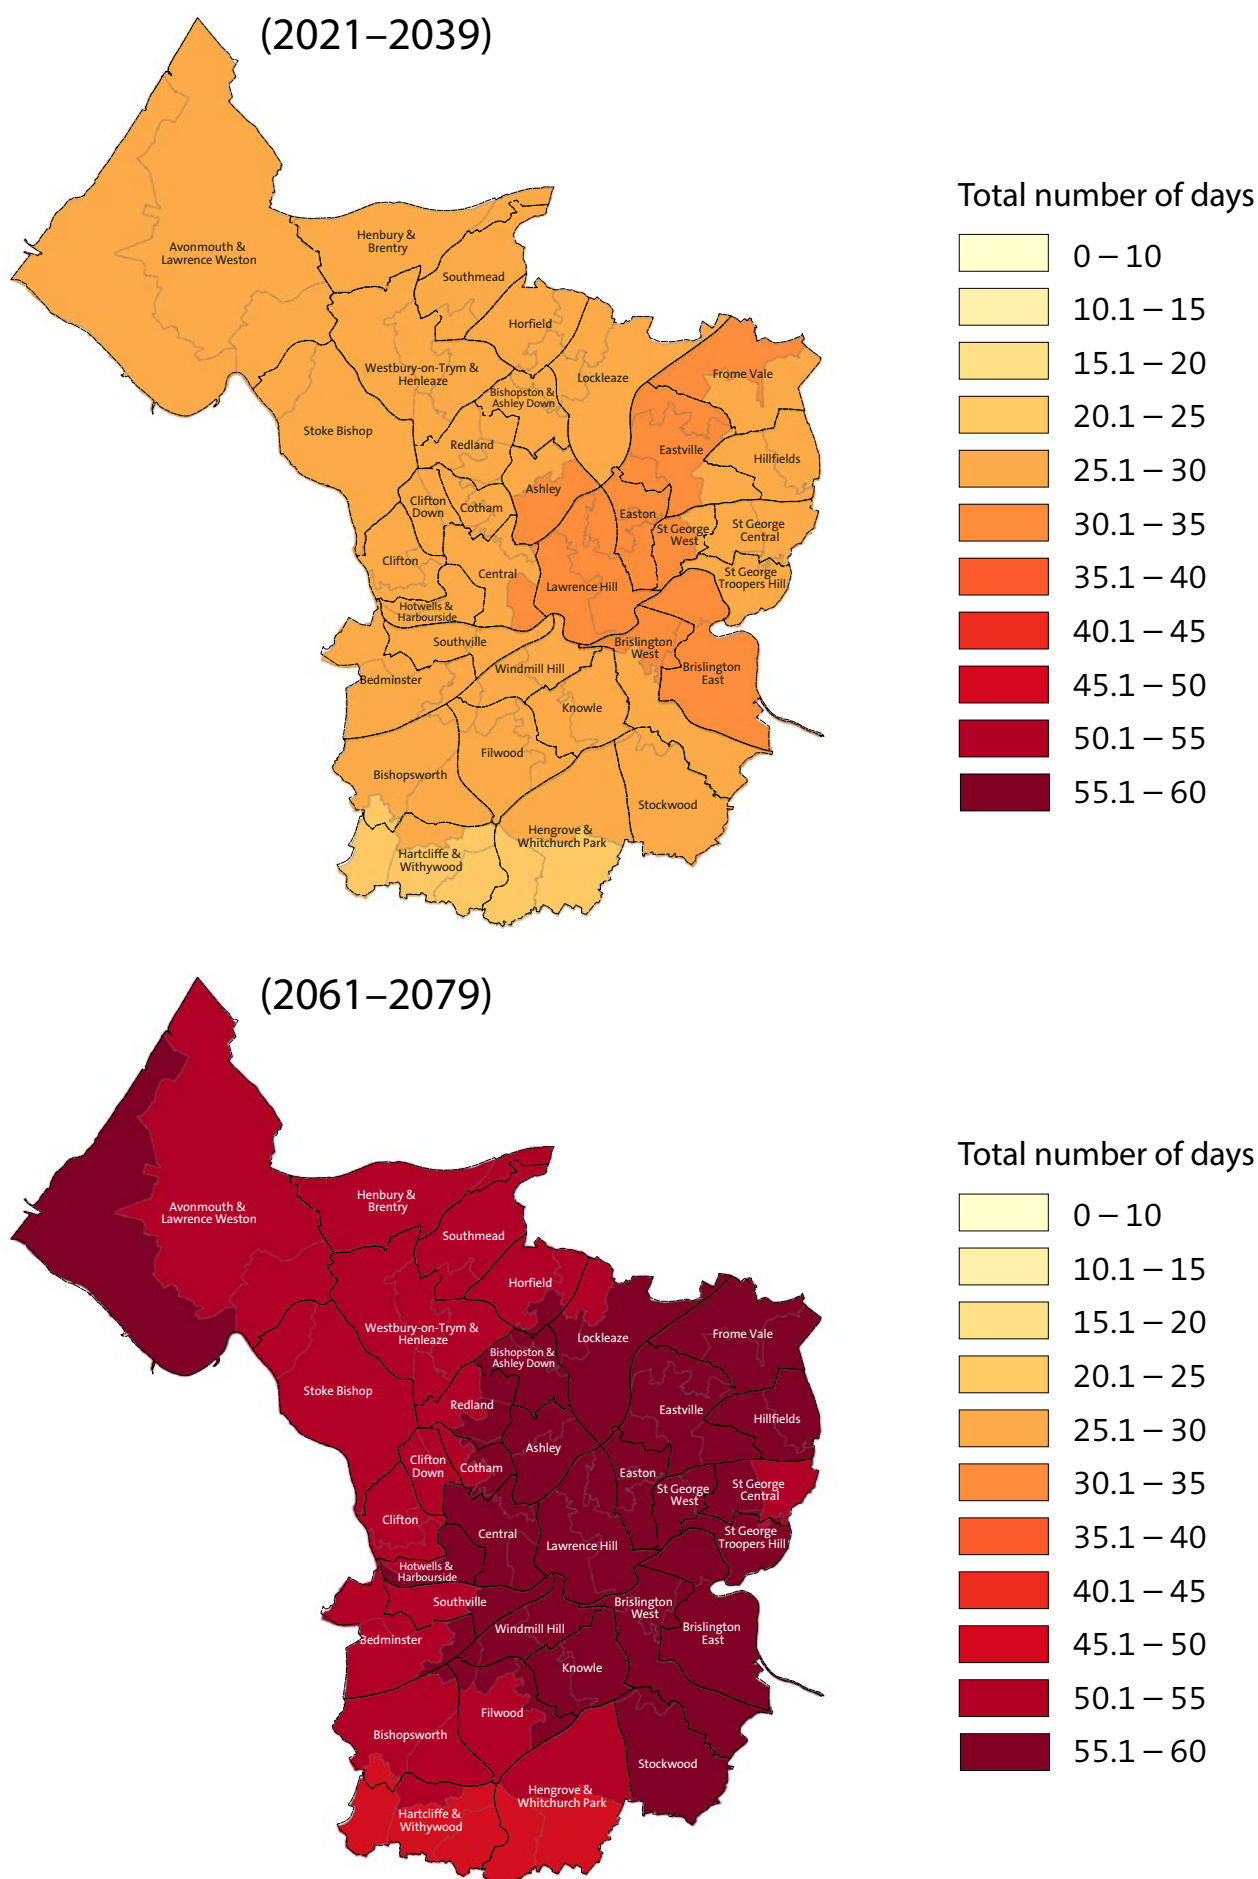 (2021–2039)
Avonmouth &
Lawrence Weston
Henbury &
Brentry
Southmead
Horfield
Westbury-on-Trym &
Henleaze
Bishopston &
Ashley Down
Lockleaze
Frome Vale
Stoke Bishop
Redland
Eastville
Hillfields
Ashley
Clifton
Down
Cotham
Easton
St George
West
St George
Central
Clifton
Central
Lawrence Hill
St George
Troopers Hill
Hotwells &
Harbourside
Southville
Windmill Hill
Brislington
West
Brislington
East
Bedminster
Knowle
Filwood
Bishopsworth
Stockwood
Hengrove &
Whitchurch Park
Hartcliffe &
Withywood
Total number of days
0 – 10
10.1 – 15
15.1 – 20
20.1 – 25
25.1 – 30
30.1 – 35
35.1 – 40
40.1 – 45
45.1 – 50
50.1 – 55
55.1 – 60
(2061–2079)
Avonmouth &
Lawrence Weston
Henbury &
Brentry
Southmead
Horfield
Westbury-on-Trym &
Henleaze
Bishopston &
Ashley Down
Lockleaze
Frome Vale
Stoke Bishop
Redland
Eastville
Hillfields
Ashley
Clifton
Down
Cotham
Easton
St George
West
St George
Central
Clifton
Central
Lawrence Hill
St George
Troopers Hill
Hotwells &
Harbourside
Southville
Windmill Hill
Brislington
West
Brislington
East
Bedminster
Knowle
Filwood
Bishopsworth
Stockwood
Hengrove &
Whitchurch Park
Hartcliffe &
Withywood
Total number of days
0 – 10
10.1 – 15
15.1 – 20
20.1 – 25
25.1 – 30
30.1 – 35
35.1 – 40
40.1 – 45
45.1 – 50
50.1 – 55
55.1 – 60